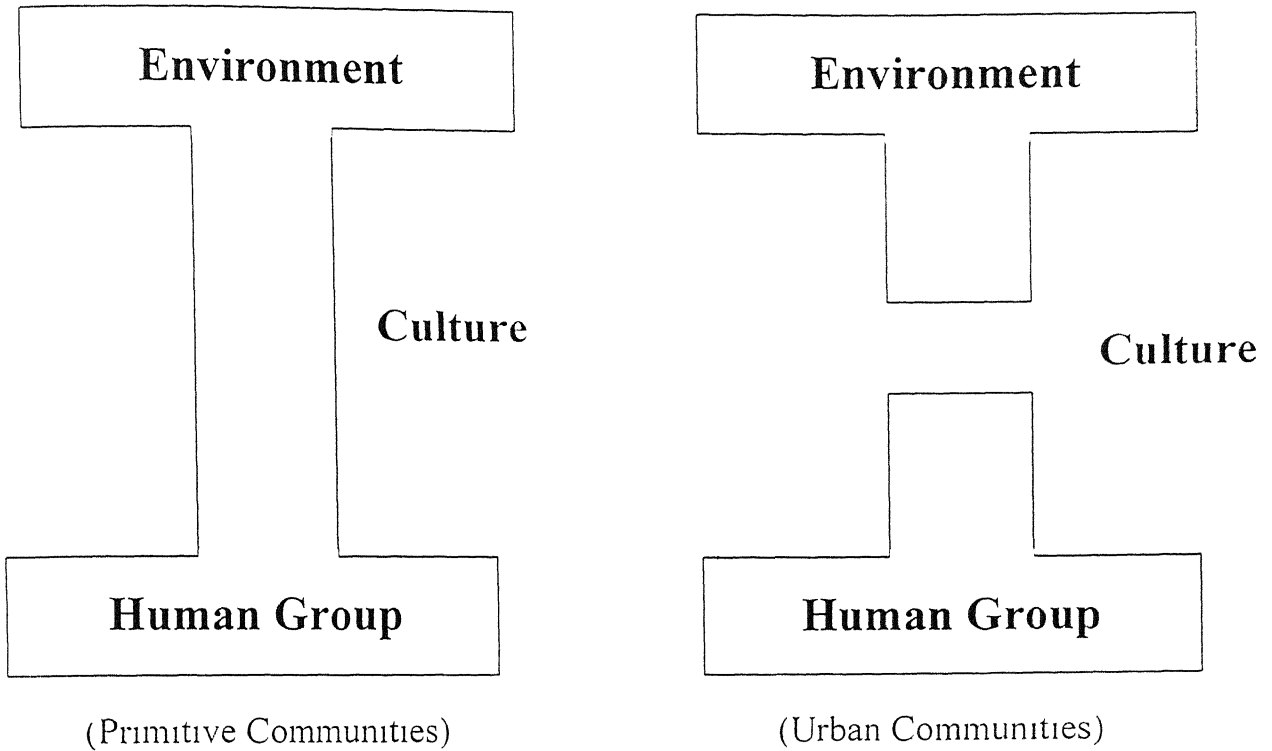 Environment
Culture
Human Group
(Primitive Communities)
Environment
Culture
Human Group
(Urban Communities)